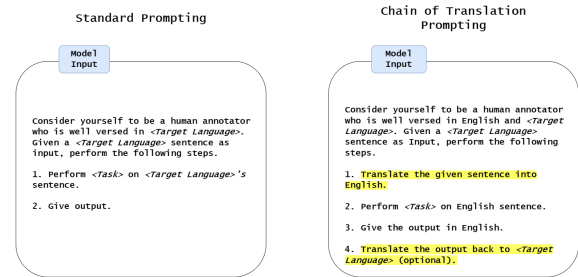 Standard Prompting
Model
Input
Consider yourself to be a human annotator
who is well versed in <Target Language>.
Given a <Target Language> sentence as
input, perform the following steps.
1. Perform <Task> on <Target Language>'s
sentence.
2. Give output.
Chain of Translation
Prompting
Model
Input
Consider yourself to be a human annotator
who is well versed in English and <Target
Language>. Given a <Target Language>
sentence as Input, perform the following
steps.
1. Translate the given sentence into
English.
2. Perform <Task> on English sentence.
3. Give the output in English.
4. Translate the output back to <Target
Language> (optional).